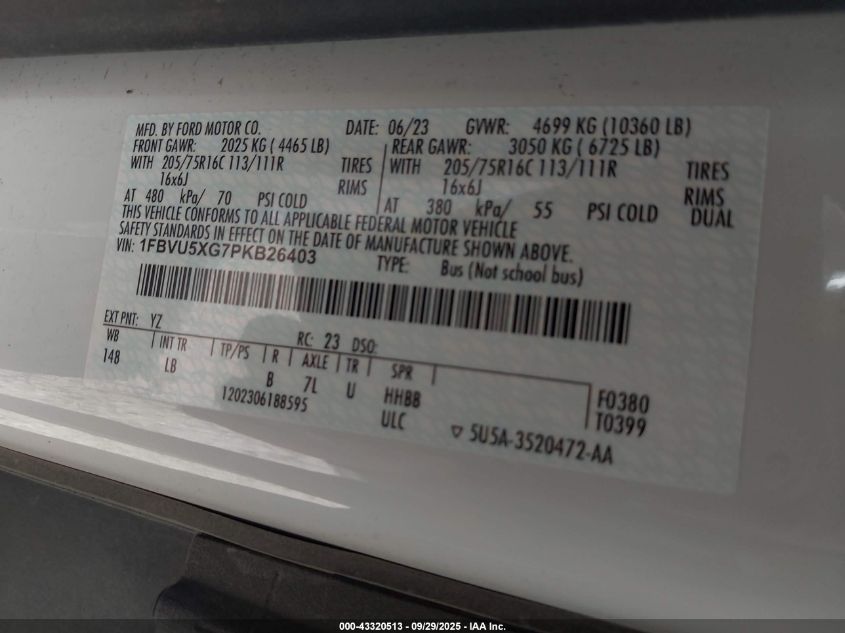 MFD. BY FORD MOTOR CO. DATE: 06/23 GVWR: 4699 KG (10360 LB)
FRONT GAWR: 2025 KG ( 4465 LB) REAR GAWR: 3050 KG ( 6725 LB)
WITH 205/75R16C 113/111R TIRES WITH 205/75R16C 113/111R TIRES
16x6J RIMS 16x6J RIMS
AT 480 kPa/ 70 PSI COLD AT 380 kPa/ 55 PSI COLD DUAL
THIS VEHICLE CONFORMS TO ALL APPLICABLE FEDERAL MOTOR VEHICLE
SAFETY STANDARDS IN EFFECT ON THE DATE OF MANUFACTURE SHOWN ABOVE.
VIN: 1FBVU5XG7PKB26403 TYPE: Bus (Not school bus)
EXT PNT: YZ RC: 23 DSO:
WB INT TR TP/PS R AXLE TR SPR
148 LB B 7L U HHBB F0380
1202306188595 ULC T0399
5U5A-3520472-AA
000-43320513 - 09/29/2025 - IAA Inc.